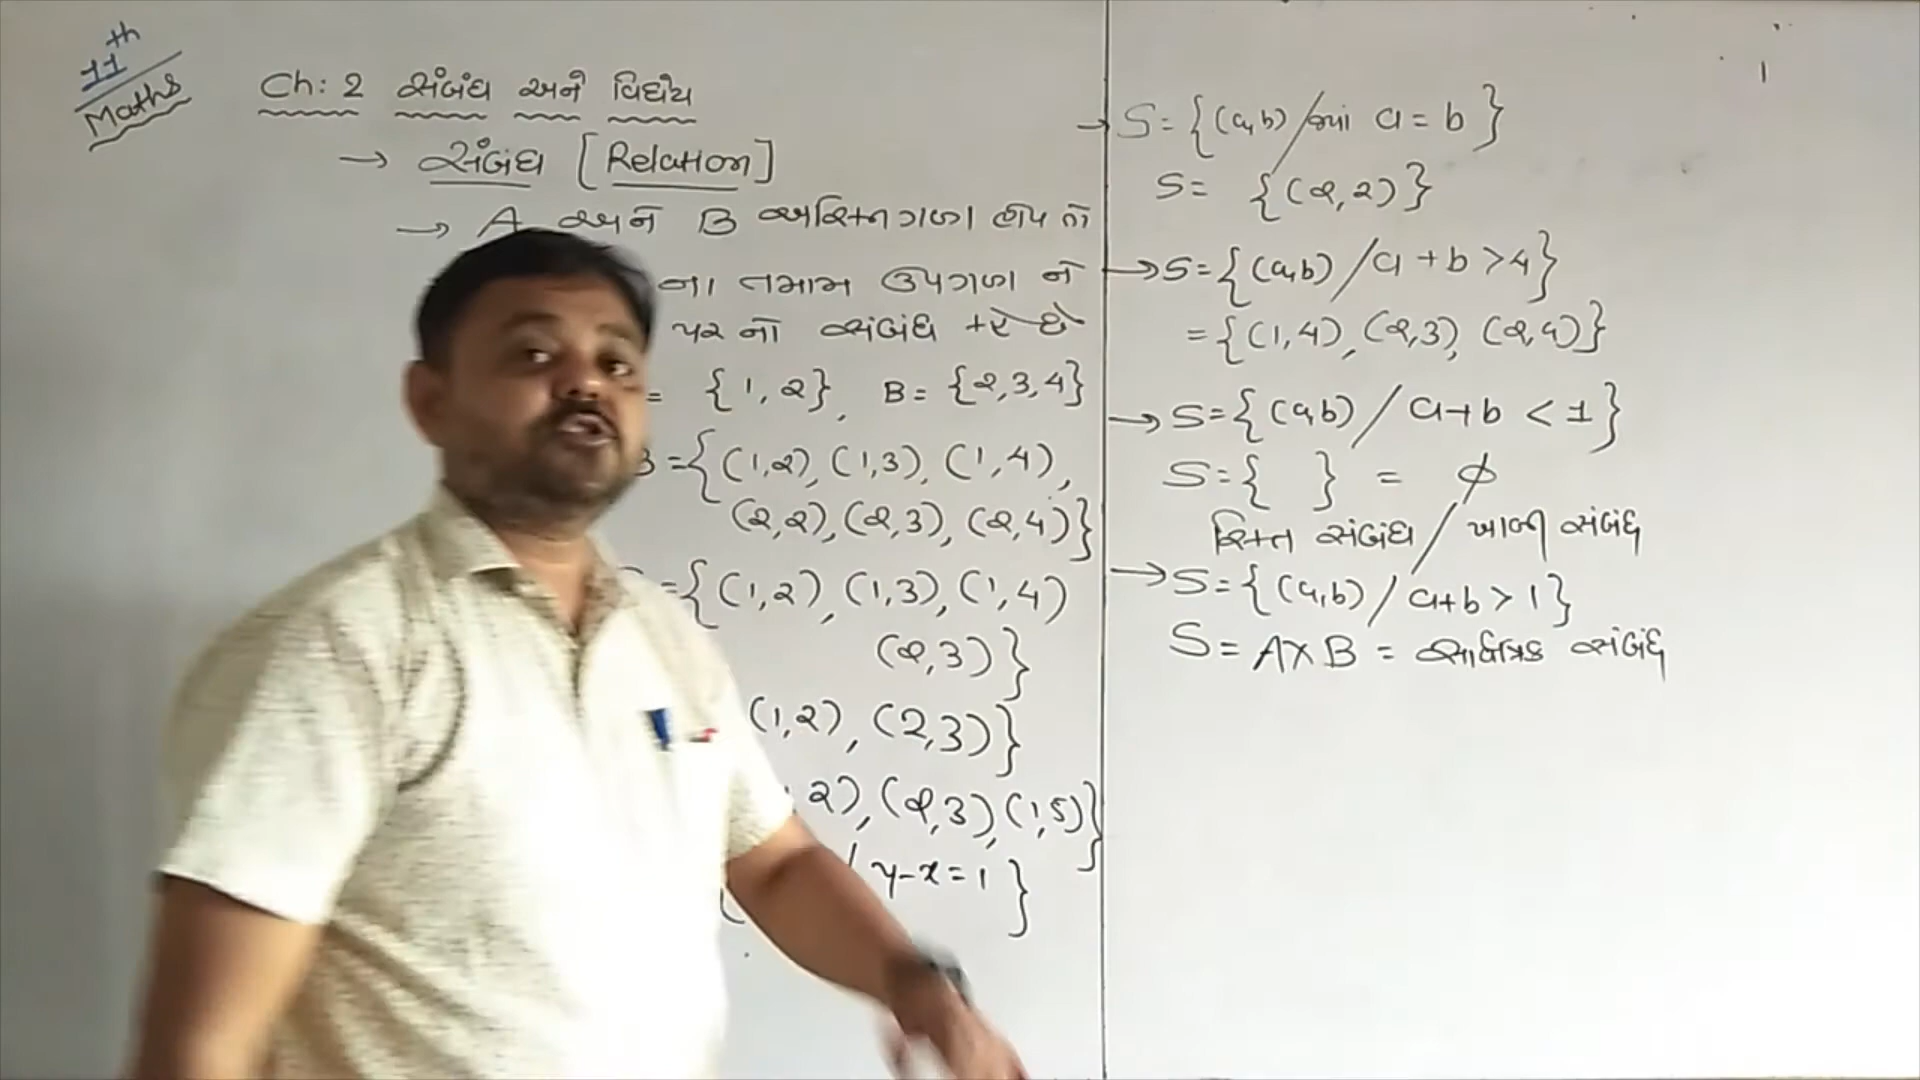 11th
Maths
Ch: 2 સંબંધ અને વિધેય
→ સંબંધ [Relation]
→ A અને B અરિક્ત ગણ હોય તો
ના તમામ ઉપગણ ને
પર નો સંબંધ કહે છે
= {1, 2}, B = {2,3,4}
B = {(1,2), (1,3), (1,4),
(2,2), (2,3), (2,4)}
= {(1,2), (1,3), (1,4)
(2,3)}
(1,2), (2,3)}
2), (2,3), (1,5)}
/ y-x=1 }
1
→ S = {(a,b) / જ્યાં a = b }
S = {(2,2)}
→ S = {(a,b) / a + b > 4}
= {(1,4), (2,3), (2,4)}
→ S = {(a,b) / a+b < 1}
S = { } = ϕ
રિક્ત સંબંધ / ખાલી સંબંધ
→ S = {(a,b) / a+b > 1}
S = A×B = સાર્વત્રિક સંબંધ